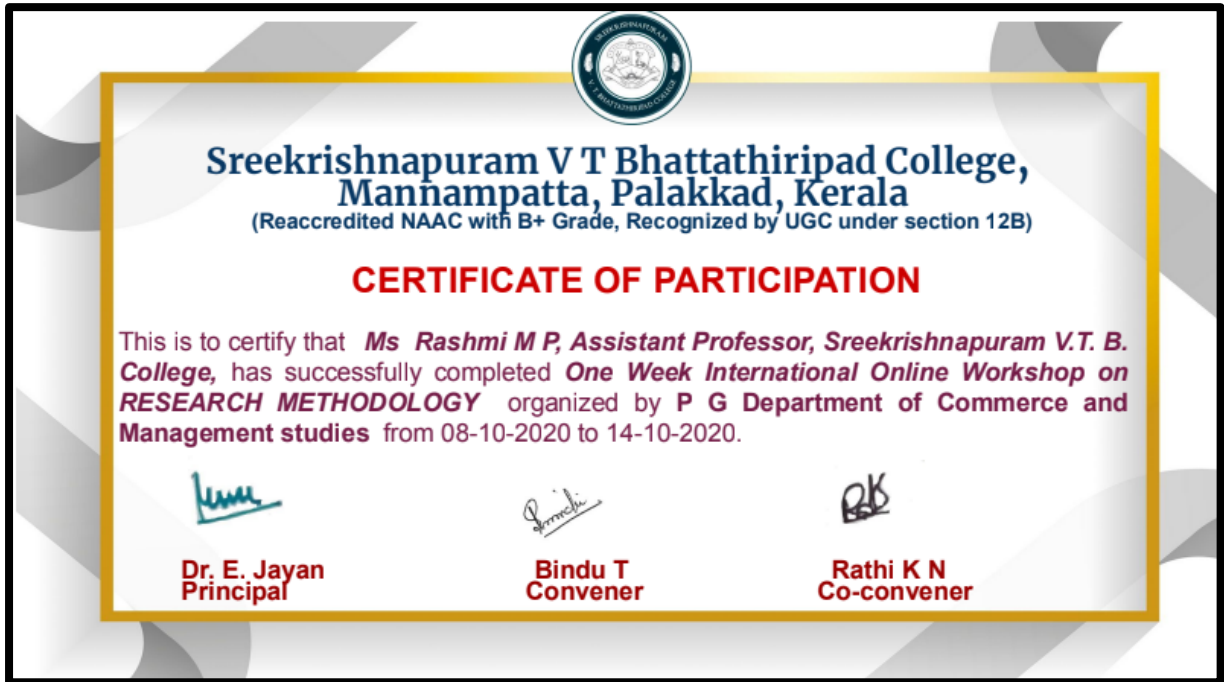 SREEKRISHNAPURAM
V. T. BHATTATHIRIPAD COLLEGE
Sreekrishnapuram V T Bhattathiripad College,
Mannampatta, Palakkad, Kerala
(Reaccredited NAAC with B+ Grade, Recognized by UGC under section 12B)
CERTIFICATE OF PARTICIPATION
This is to certify that Ms Rashmi M P, Assistant Professor, Sreekrishnapuram V.T. B.
College, has successfully completed One Week International Online Workshop on
RESEARCH METHODOLOGY organized by P G Department of Commerce and
Management studies from 08-10-2020 to 14-10-2020.
Dr. E. Jayan
Principal
Bindu T
Convener
Rathi K N
Co-convener